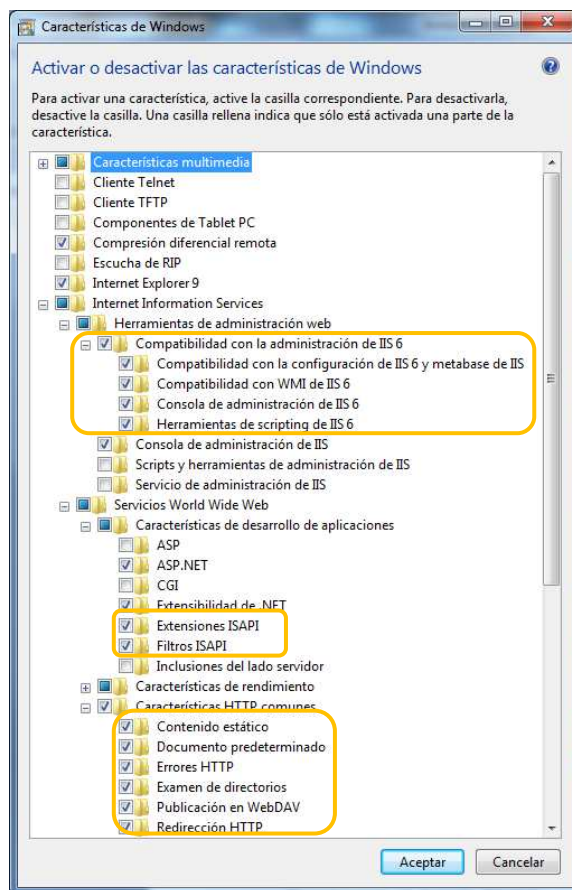 Características de Windows
Activar o desactivar las características de Windows
Para activar una característica, active la casilla correspondiente. Para desactivarla,
desactive la casilla. Una casilla rellena indica que sólo está activada una parte de la
característica.
Características multimedia
Cliente Telnet
Cliente TFTP
Componentes de Tablet PC
Compresión diferencial remota
Escucha de RIP
Internet Explorer 9
Internet Information Services
Herramientas de administración web
Compatibilidad con la administración de IIS 6
Compatibilidad con la configuración de IIS 6 y metabase de IIS
Compatibilidad con WMI de IIS 6
Consola de administración de IIS 6
Herramientas de scripting de IIS 6
Consola de administración de IIS
Scripts y herramientas de administración de IIS
Servicio de administración de IIS
Servicios World Wide Web
Características de desarrollo de aplicaciones
ASP
ASP.NET
CGI
Extensibilidad de .NET
Extensiones ISAPI
Filtros ISAPI
Inclusiones del lado servidor
Características de rendimiento
Características HTTP comunes
Contenido estático
Documento predeterminado
Errores HTTP
Examen de directorios
Publicación en WebDAV
Redirección HTTP
Aceptar Cancelar